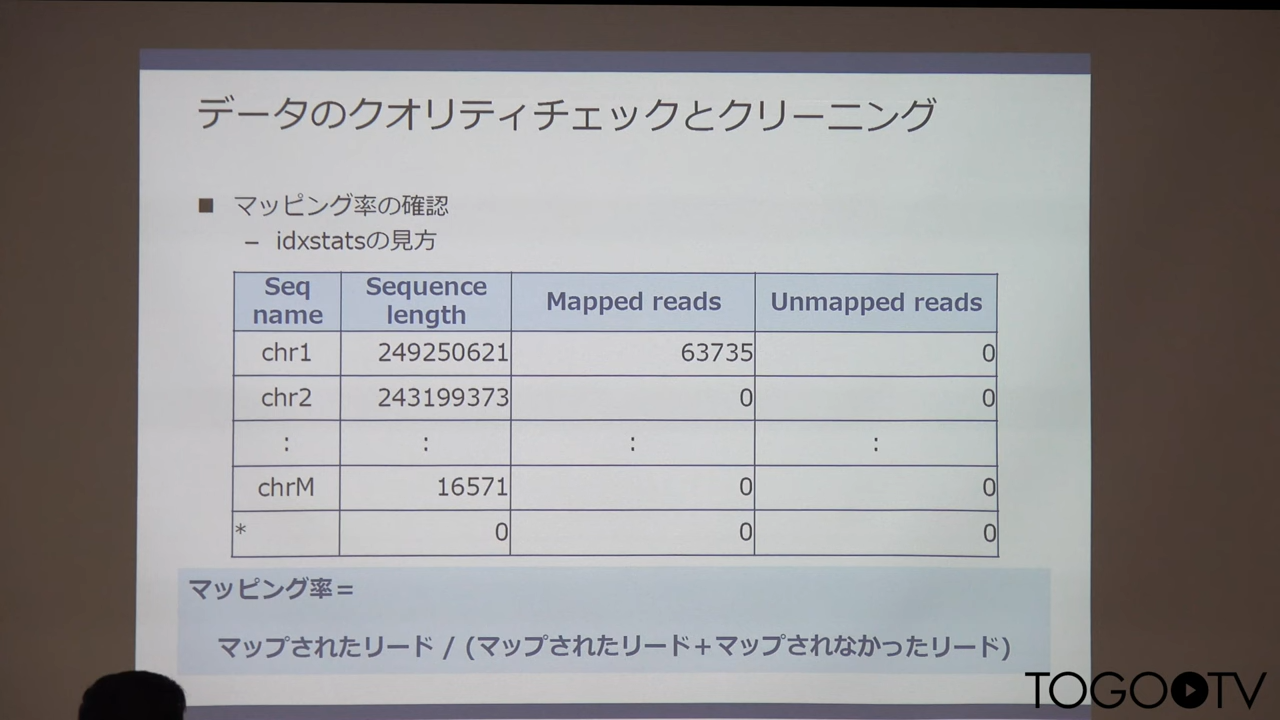 データのクオリティチェックとクリーニング
■ マッピング率の確認
– idxstatsの見方
Seq name Sequence length Mapped reads Unmapped reads
chr1 249250621 63735 0
chr2 243199373 0 0
: : : :
chrM 16571 0 0
* 0 0 0
マッピング率＝
マップされたリード / (マップされたリード＋マップされなかったリード)
TOGOTV